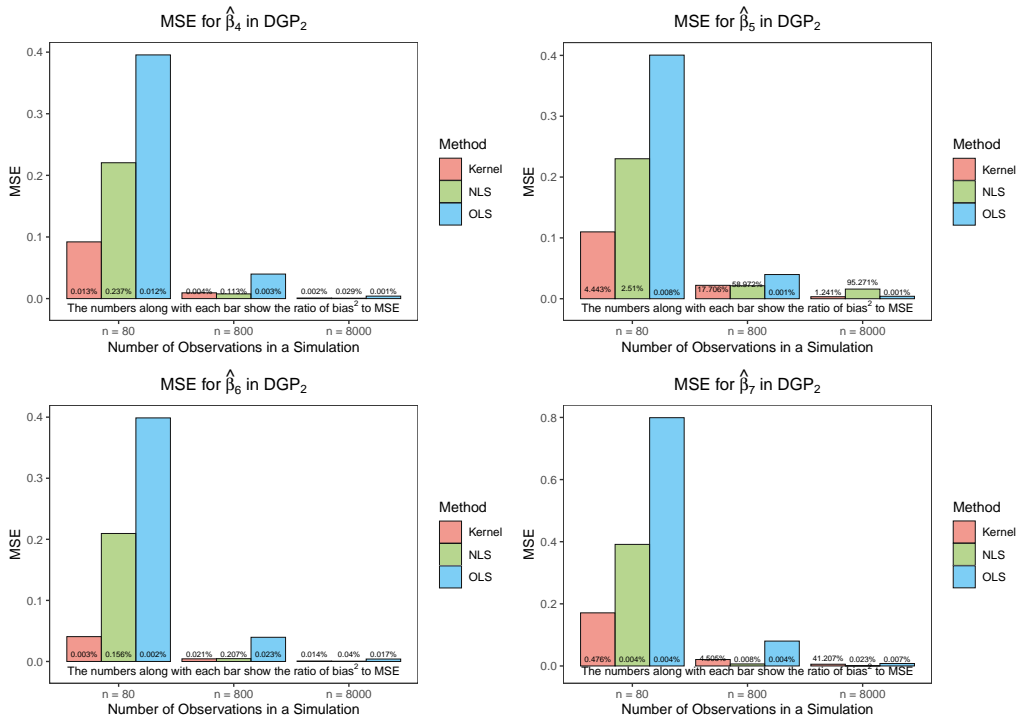 MSE for β̂₄ in DGP₂
0.4
0.3
0.2
0.1
0.0
MSE
0.013%
0.237%
0.012%
0.004%
0.113%
0.003%
0.002%
0.029%
0.001%
The numbers along with each bar show the ratio of bias² to MSE
n = 80
n = 800
n = 8000
Number of Observations in a Simulation
Method
Kernel
NLS
OLS
MSE for β̂₅ in DGP₂
0.4
0.3
0.2
0.1
0.0
MSE
4.443%
2.51%
0.008%
17.706%
58.972%
0.001%
1.241%
95.271%
0.001%
The numbers along with each bar show the ratio of bias² to MSE
n = 80
n = 800
n = 8000
Number of Observations in a Simulation
Method
Kernel
NLS
OLS
MSE for β̂₆ in DGP₂
0.4
0.3
0.2
0.1
0.0
MSE
0.003%
0.156%
0.002%
0.021%
0.207%
0.023%
0.014%
0.04%
0.017%
The numbers along with each bar show the ratio of bias² to MSE
n = 80
n = 800
n = 8000
Number of Observations in a Simulation
Method
Kernel
NLS
OLS
MSE for β̂₇ in DGP₂
0.8
0.6
0.4
0.2
0.0
MSE
0.476%
0.004%
0.004%
4.505%
0.008%
0.004%
41.207%
0.023%
0.007%
The numbers along with each bar show the ratio of bias² to MSE
n = 80
n = 800
n = 8000
Number of Observations in a Simulation
Method
Kernel
NLS
OLS